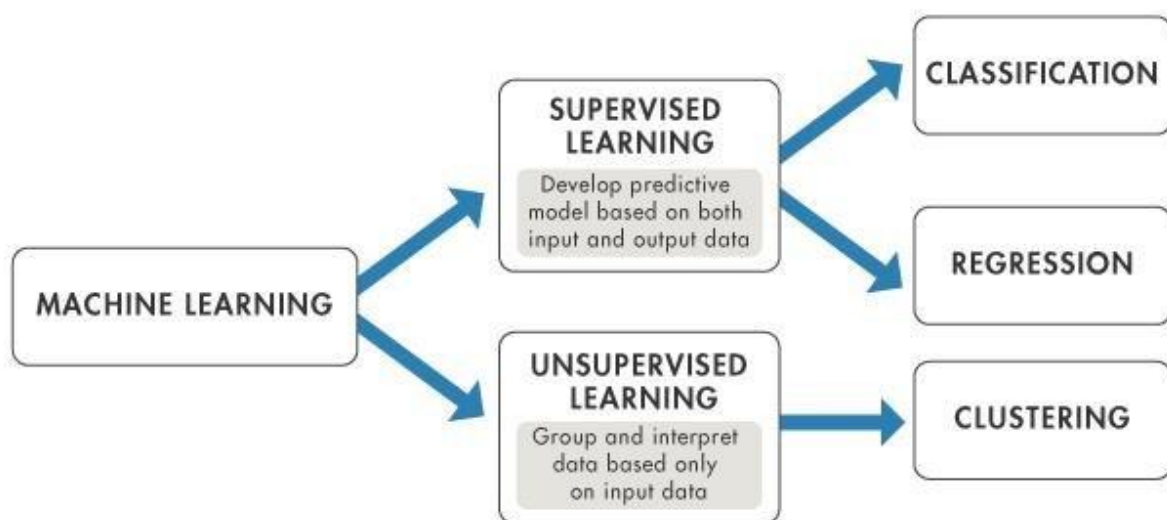 MACHINE LEARNING
SUPERVISED
LEARNING
Develop predictive
model based on both
input and output data
UNSUPERVISED
LEARNING
Group and interpret
data based only
on input data
CLASSIFICATION
REGRESSION
CLUSTERING